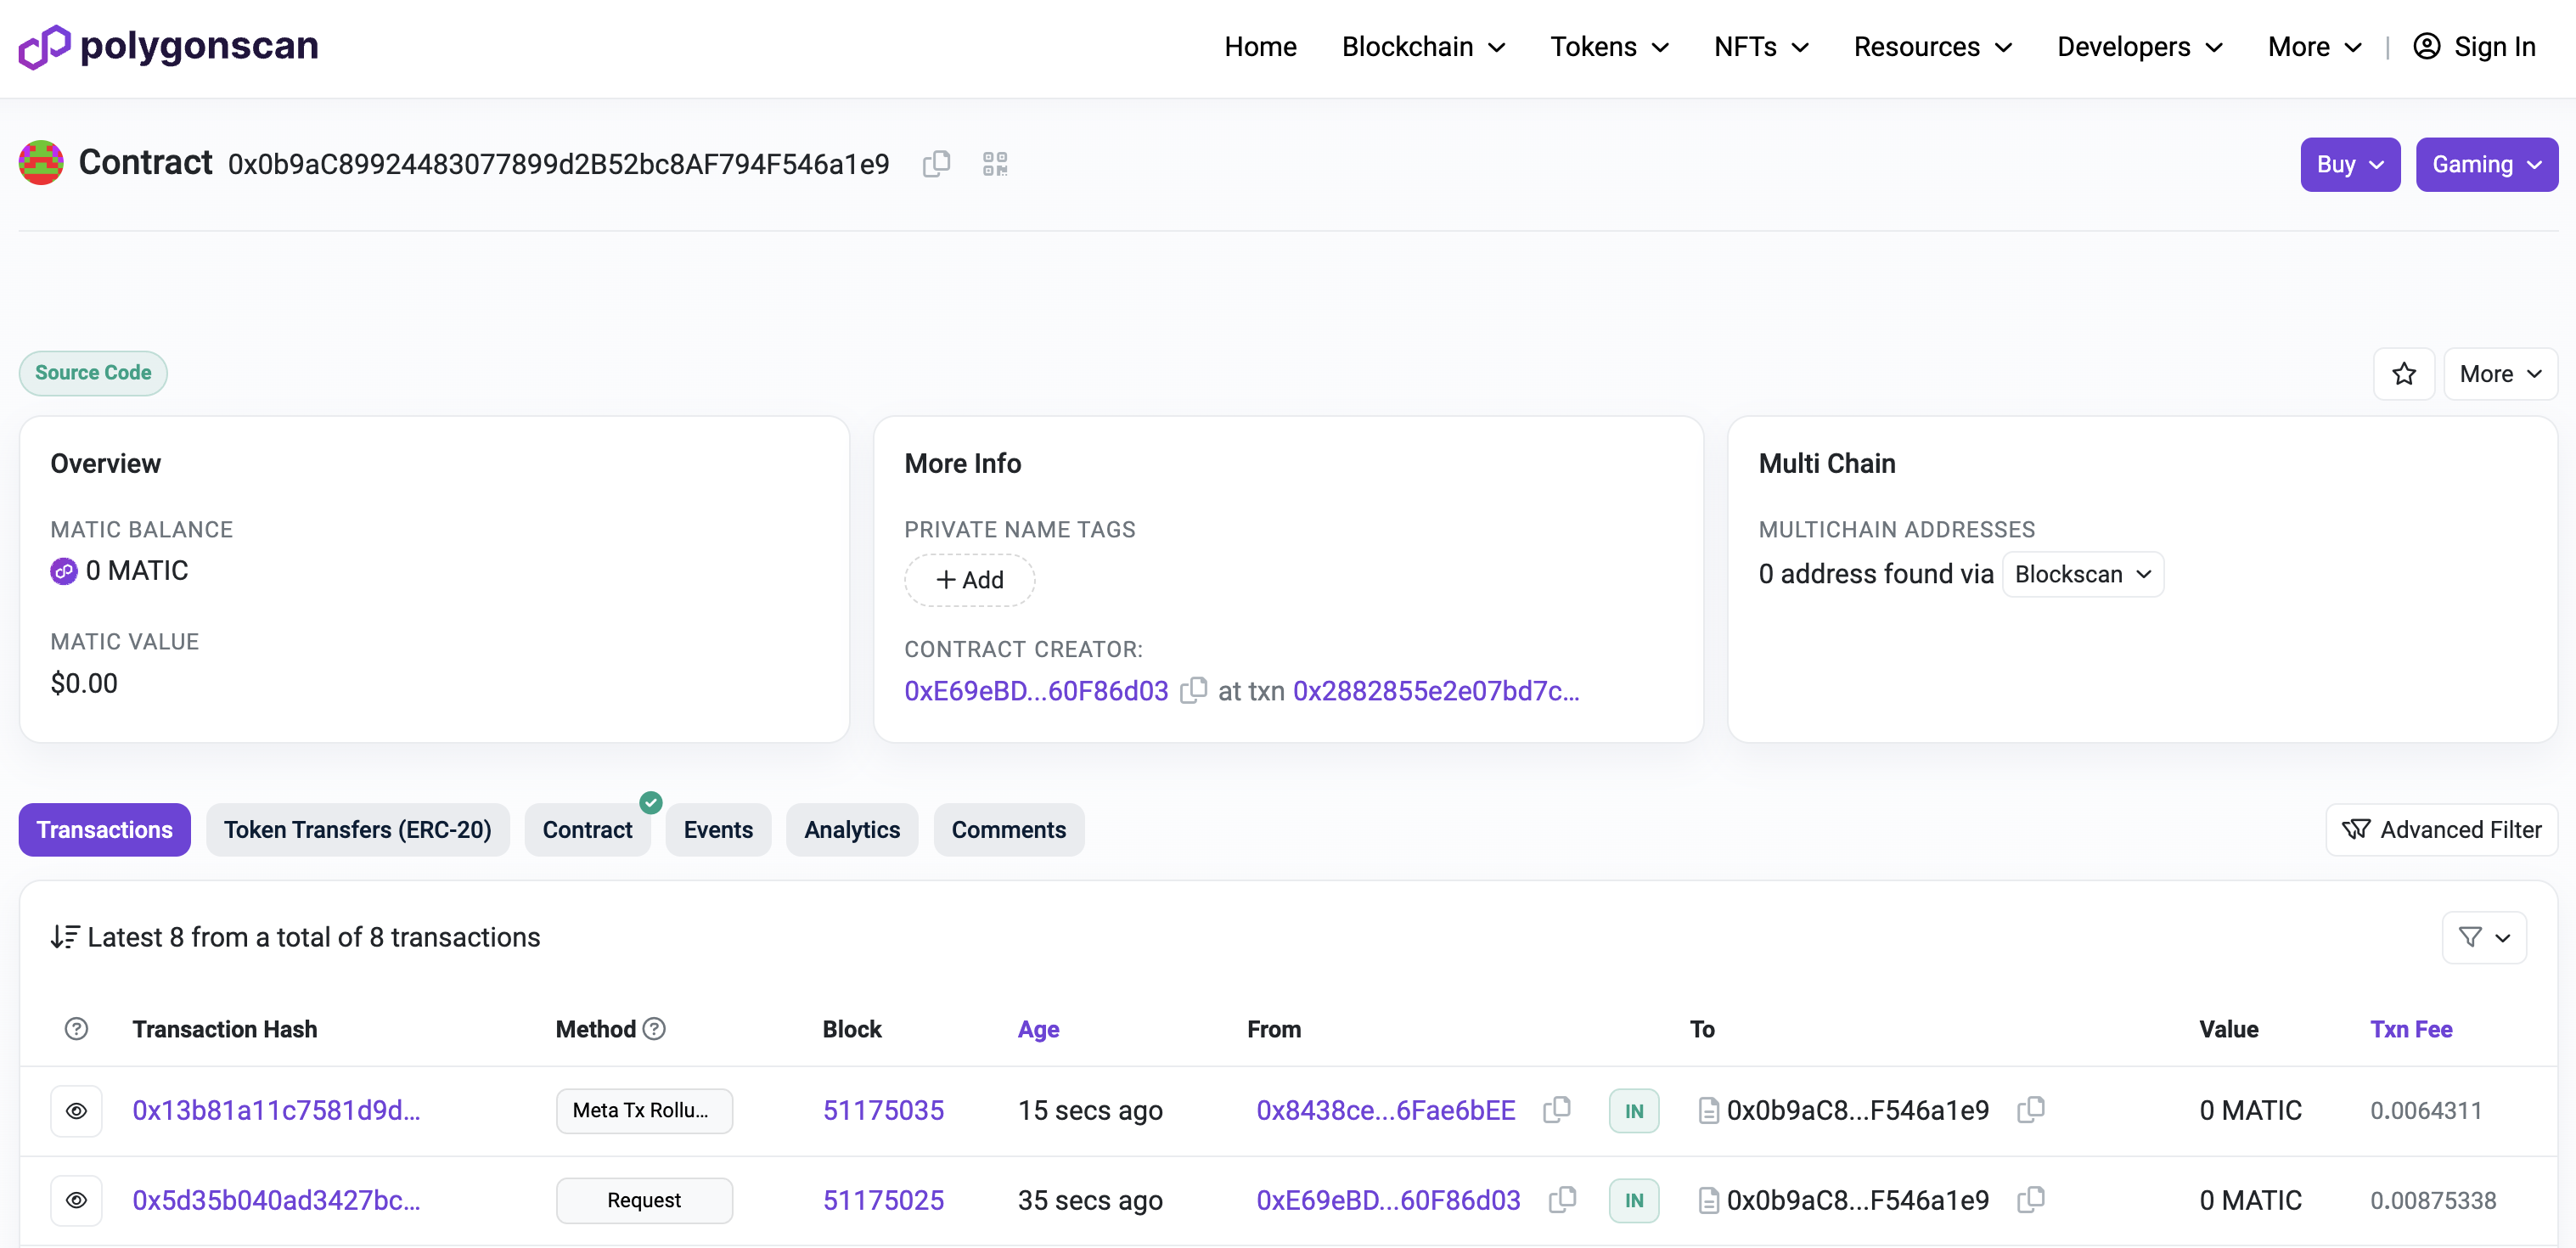 polygonscan
Home Blockchain Tokens NFTs Resources Developers More | Sign In
Contract 0x0b9aC89924483077899d2B52bc8AF794F546a1e9
Buy Gaming
Source Code
More
Overview
MATIC BALANCE
0 MATIC
MATIC VALUE
$0.00
More Info
PRIVATE NAME TAGS
+ Add
CONTRACT CREATOR:
0xE69eBD...60F86d03 at txn 0x2882855e2e07bd7c...
Multi Chain
MULTICHAIN ADDRESSES
0 address found via Blockscan
Transactions Token Transfers (ERC-20) Contract Events Analytics Comments
Advanced Filter
Latest 8 from a total of 8 transactions
Transaction Hash Method Block Age From To Value Txn Fee
0x13b81a11c7581d9d... Meta Tx Rollu... 51175035 15 secs ago 0x8438ce...6Fae6bEE IN 0x0b9aC8...F546a1e9 0 MATIC 0.0064311
0x5d35b040ad3427bc... Request 51175025 35 secs ago 0xE69eBD...60F86d03 IN 0x0b9aC8...F546a1e9 0 MATIC 0.00875338